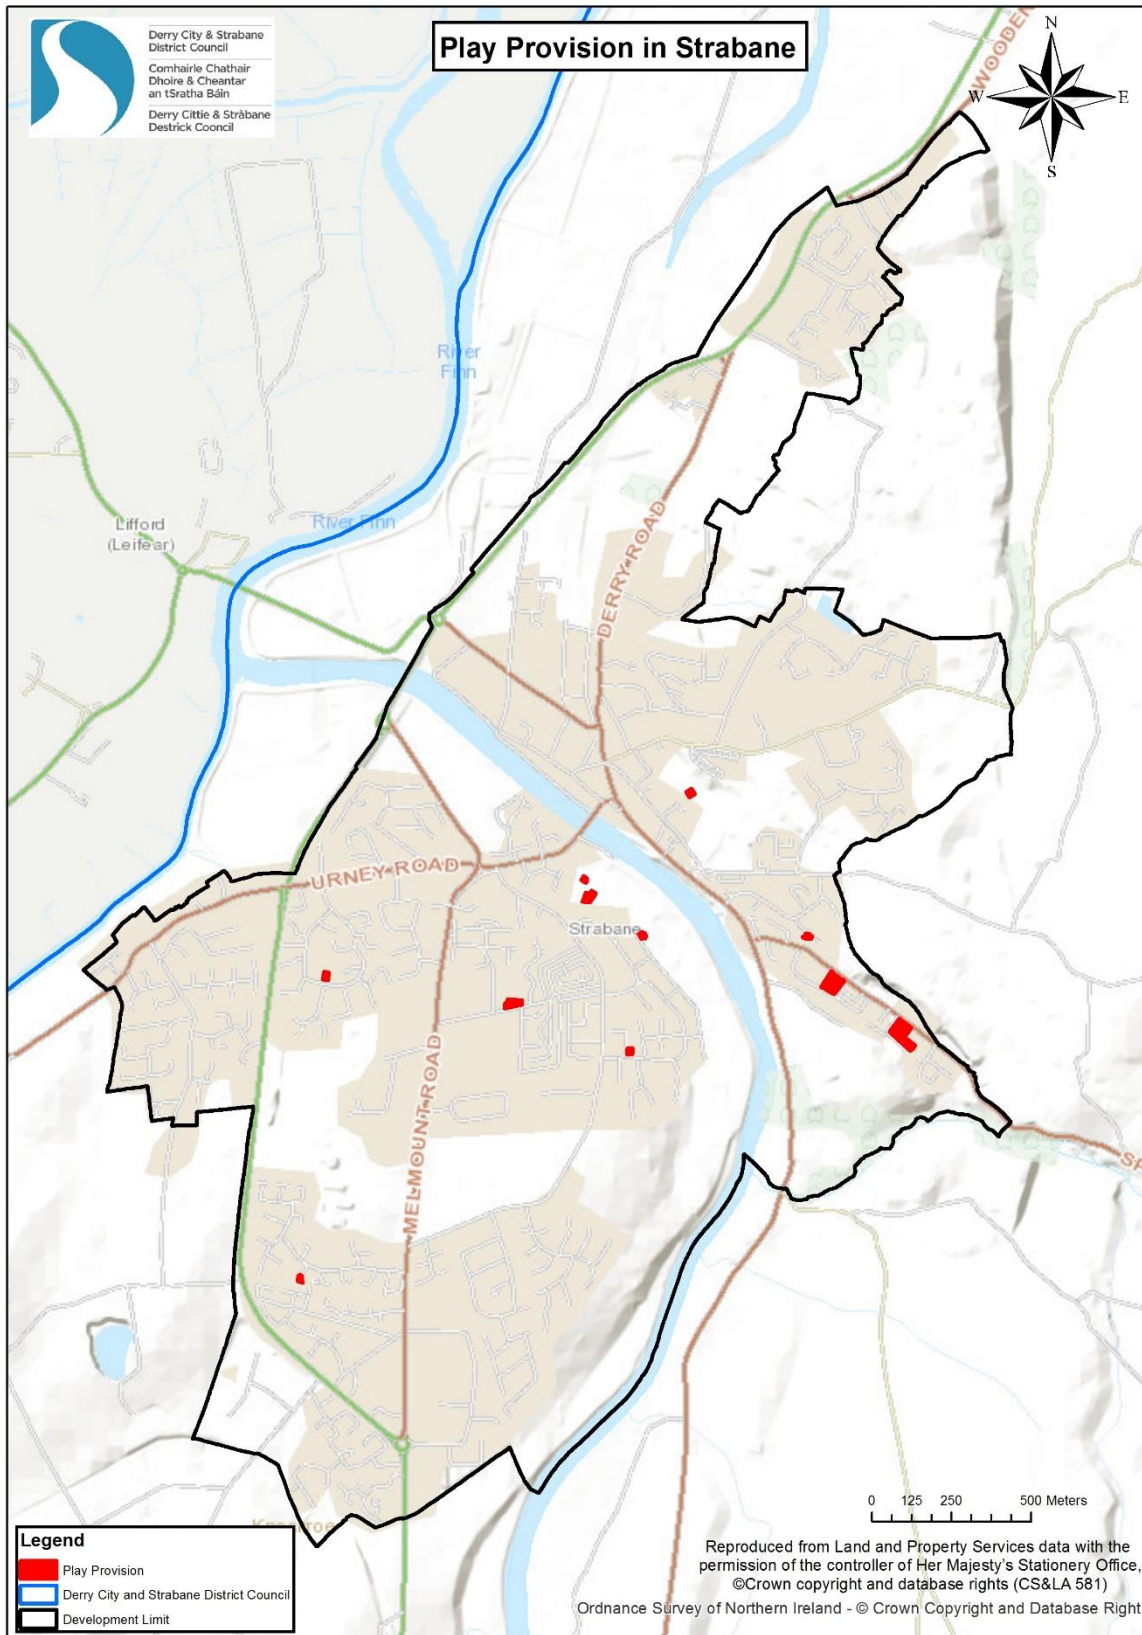 Derry City & Strabane
District Council
Comhairle Chathair
Dhoire & Cheantar
an tSratha Báin
Derry Cittie & Stràbane
Destrick Cooncil
Play Provision in Strabane
N
W
E
S
WOODEN
River
Finn
River Finn
Lifford
(Leifear)
DERRY ROAD
URNEY ROAD
Strabane
MELMOUNT ROAD
SP
0 125 250 500 Meters
Legend
Play Provision
Derry City and Strabane District Council
Development Limit
Reproduced from Land and Property Services data with the
permission of the controller of Her Majesty's Stationery Office,
©Crown copyright and database rights (CS&LA 581)
Ordnance Survey of Northern Ireland - © Crown Copyright and Database Right